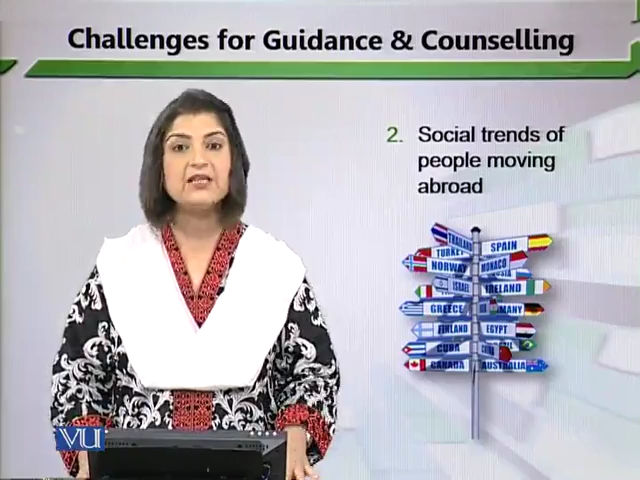 Challenges for Guidance & Counselling
2. Social trends of
people moving
abroad
THAILAND
SPAIN
TURKEY
NORWAY
MONACO
ISRAEL
IRELAND
GREECE
MANY
FINLAND
EGYPT
CUBA
CANADA
AUSTRALIA
VU